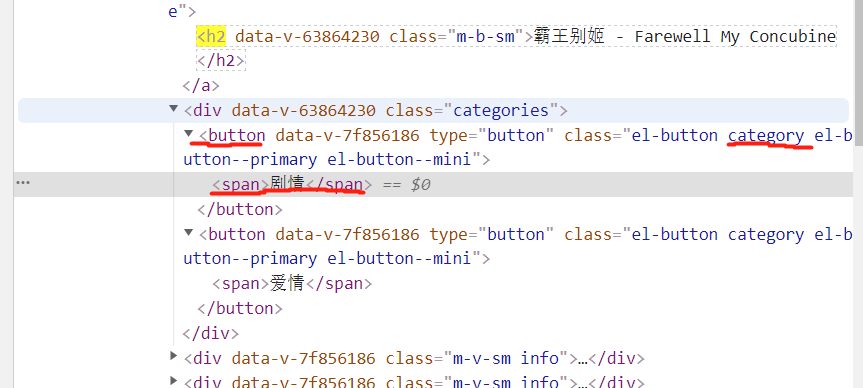 e">
<h2 data-v-63864230 class="m-b-sm">霸王别姬 - Farewell My Concubine
</h2>
</a>
<div data-v-63864230 class="categories">
<button data-v-7f856186 type="button" class="el-button category el-b
utton--primary el-button--mini">
<span>剧情</span> == $0
</button>
<button data-v-7f856186 type="button" class="el-button category el-b
utton--primary el-button--mini">
<span>爱情</span>
</button>
</div>
<div data-v-7f856186 class="m-v-sm info">…</div>
<div data-v-7f856186 class="m-v-sm info">…</div>